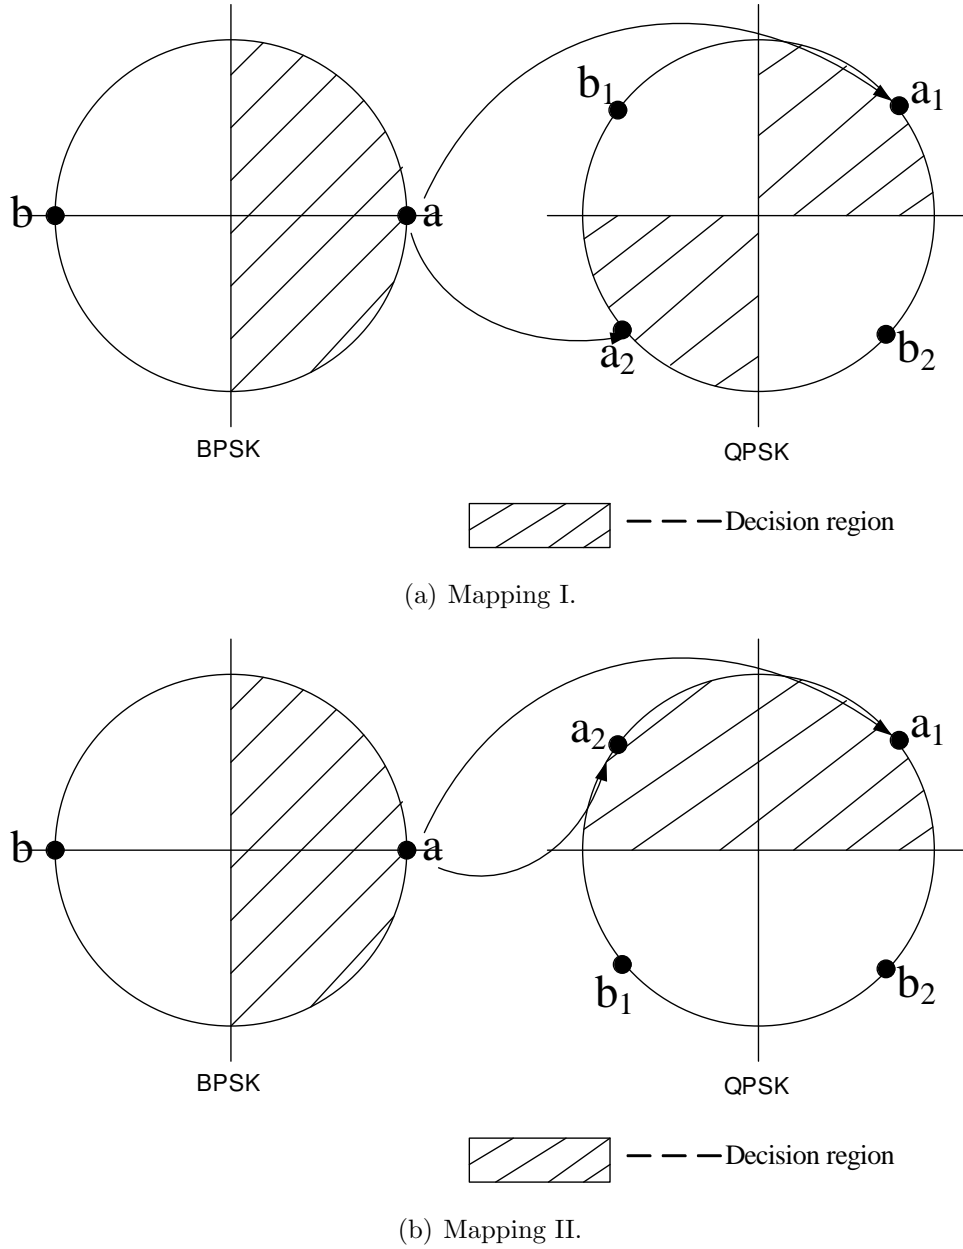 b₁
a₁
b
a
a₂
b₂
BPSK
QPSK
Decision region
(a) Mapping I.
a₂
a₁
b
a
b₁
b₂
BPSK
QPSK
Decision region
(b) Mapping II.